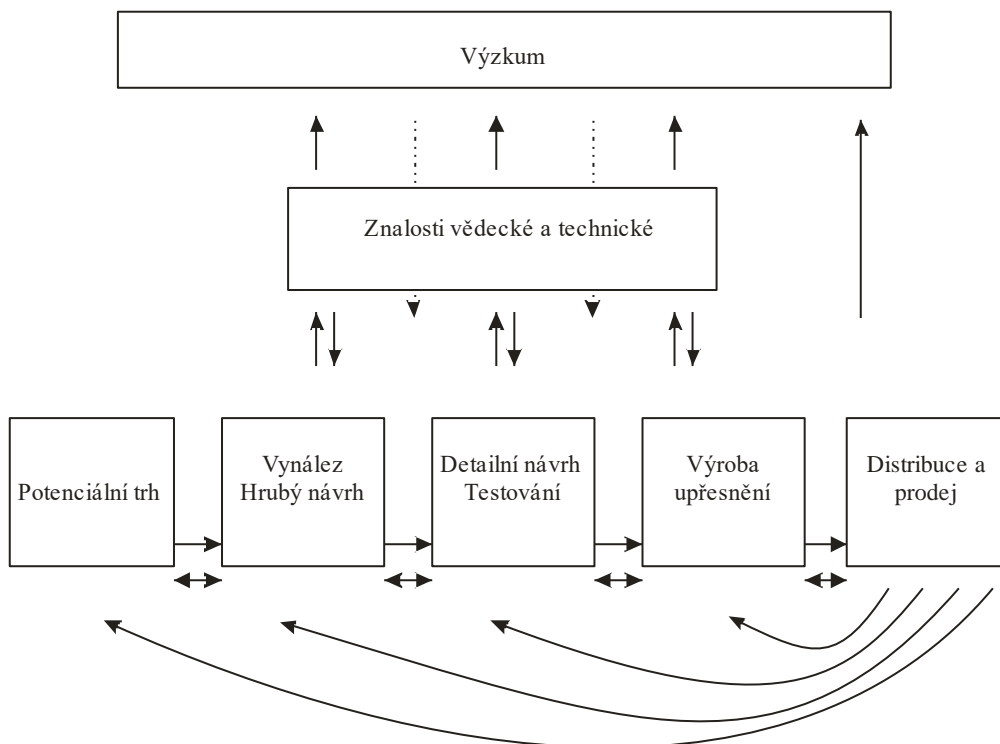 Výzkum
Znalosti vědecké a technické
Potenciální trh
Vynález
Hrubý návrh
Detailní návrh
Testování
Výroba
upřesnění
Distribuce a
prodej